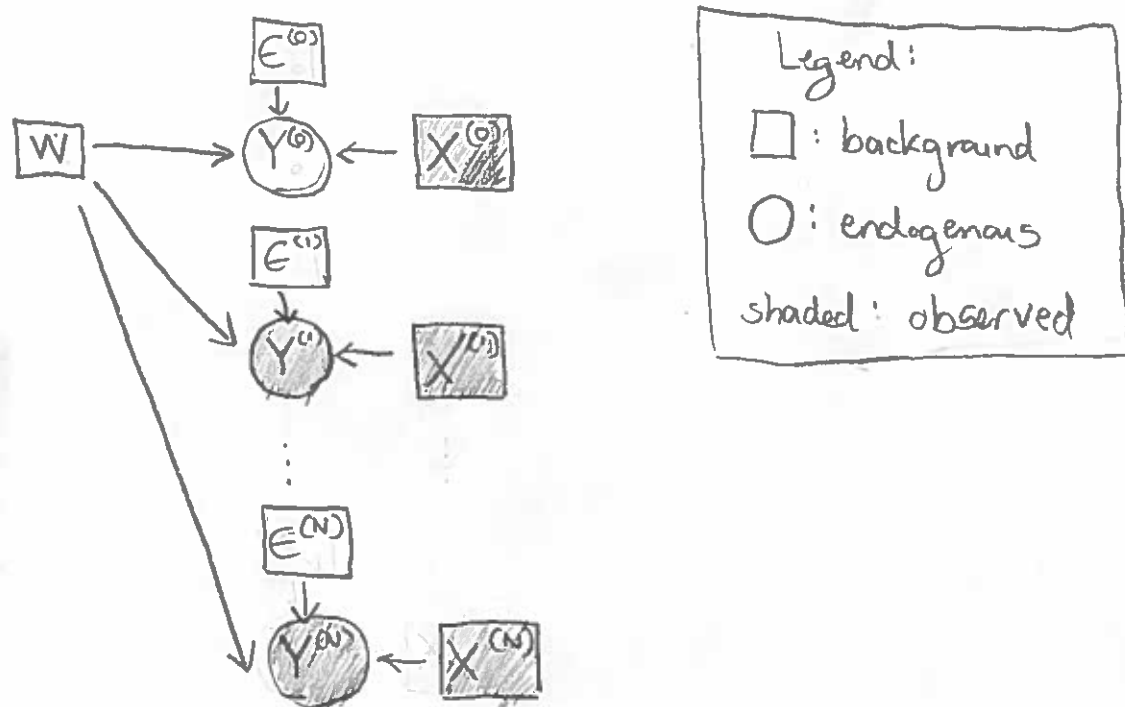 ϵ⁽⁰⁾
W
Y⁽⁰⁾
X⁽⁰⁾
ϵ⁽¹⁾
Y⁽¹⁾
X⁽¹⁾
⋮
ϵ⁽ᴺ⁾
Y⁽ᴺ⁾
X⁽ᴺ⁾
Legend:
□: background
○: endogenous
shaded: observed